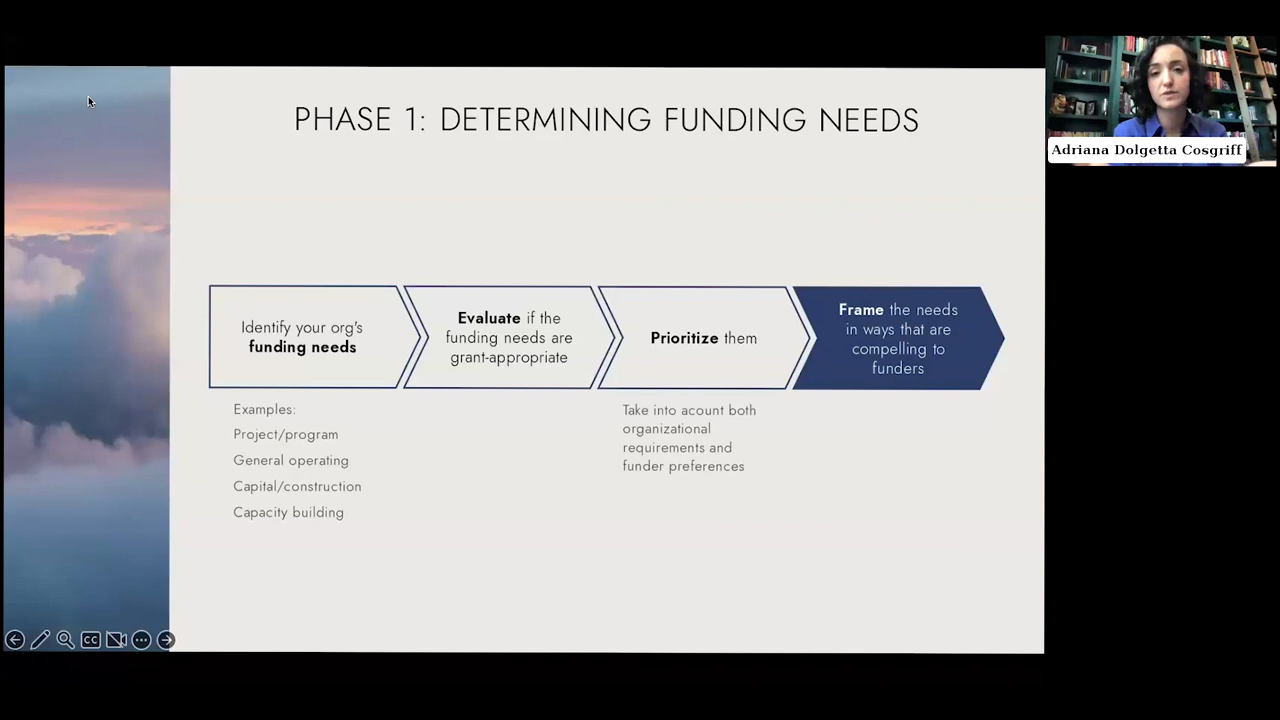 PHASE 1: DETERMINING FUNDING NEEDS
Adriana Dolgetta Cosgriff
Identify your org's
funding needs
Evaluate if the
funding needs are
grant-appropriate
Prioritize them
Frame the needs
in ways that are
compelling to
funders
Examples:
Project/program
General operating
Capital/construction
Capacity building
Take into acount both
organizational
requirements and
funder preferences
CC